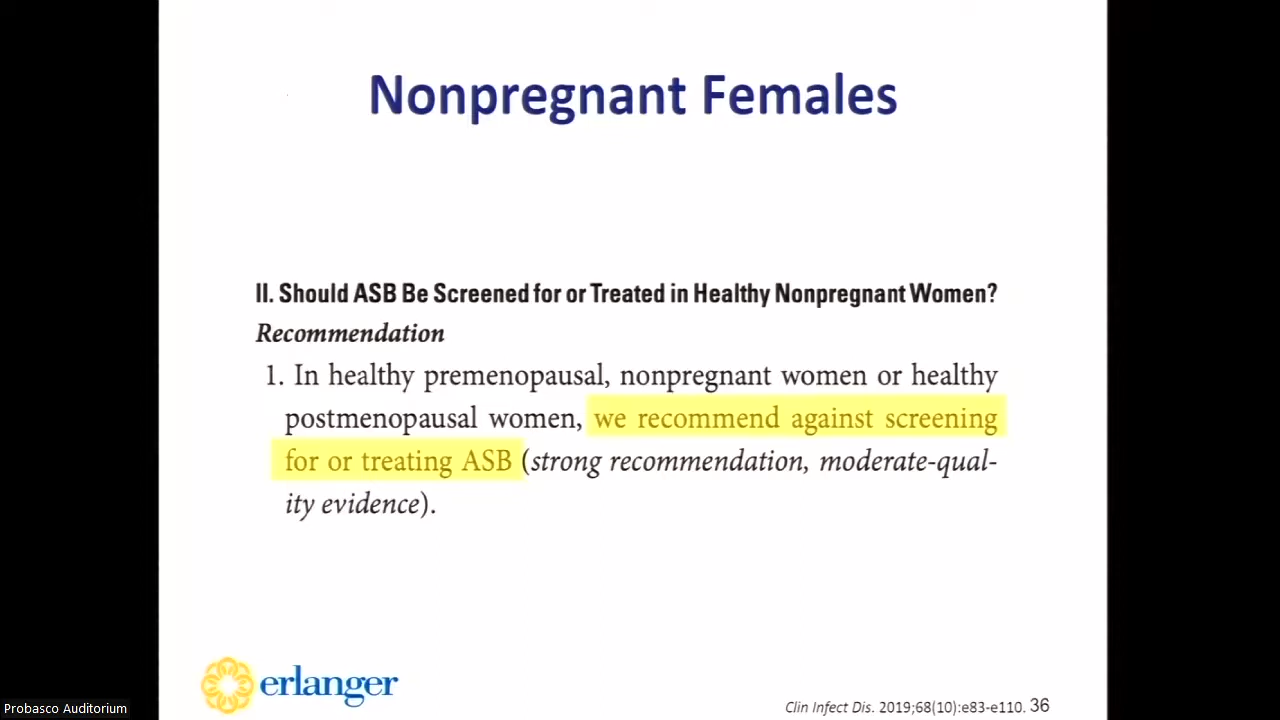 Nonpregnant Females
II. Should ASB Be Screened for or Treated in Healthy Nonpregnant Women?
Recommendation
1. In healthy premenopausal, nonpregnant women or healthy
postmenopausal women, we recommend against screening
for or treating ASB (strong recommendation, moderate-qual-
ity evidence).
erlanger
Clin Infect Dis. 2019;68(10):e83-e110. 36
Probasco Auditorium